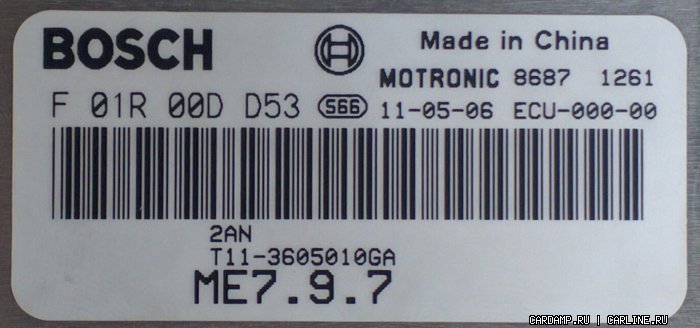 BOSCH
Made in China
MOTRONIC 8687 1261
F 01R 00D D53 S66 11-05-06 ECU-000-00
2AN
T11-3605010GA
ME7.9.7
CARDAMP.RU | CARLINE.RU